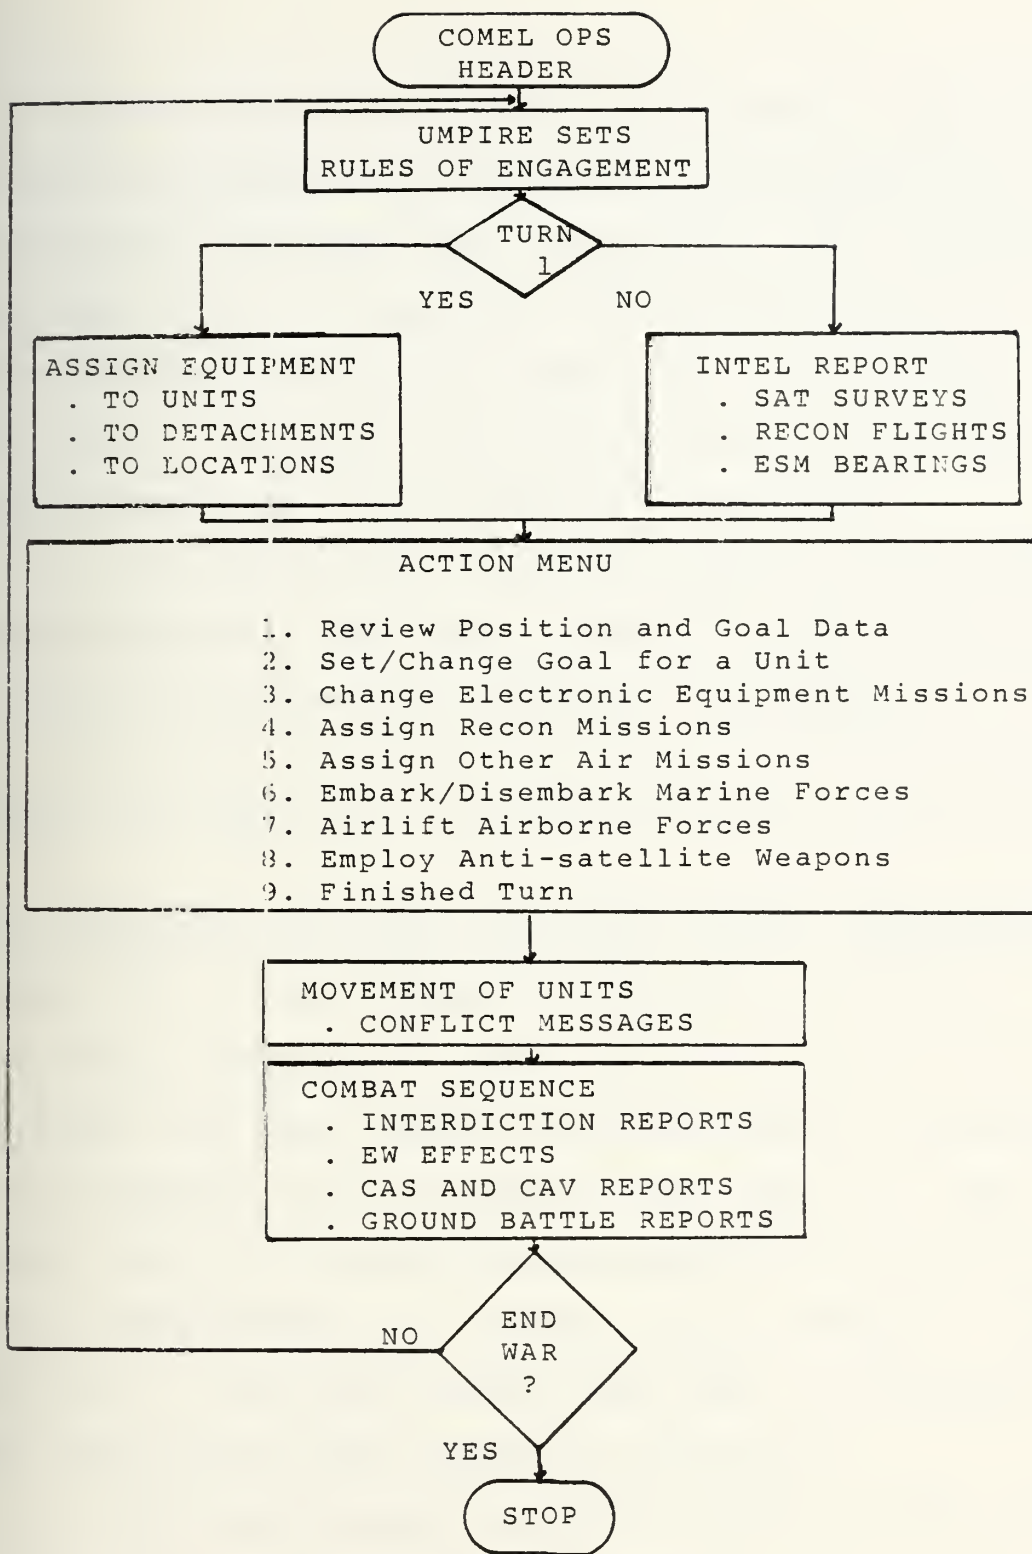 COMEL OPS
HEADER
UMPIRE SETS
RULES OF ENGAGEMENT
TURN
1
YES
NO
ASSIGN EQUIPMENT
. TO UNITS
. TO DETACHMENTS
. TO LOCATIONS
INTEL REPORT
. SAT SURVEYS
. RECON FLIGHTS
. ESM BEARINGS
ACTION MENU
1. Review Position and Goal Data
2. Set/Change Goal for a Unit
3. Change Electronic Equipment Missions
4. Assign Recon Missions
5. Assign Other Air Missions
6. Embark/Disembark Marine Forces
7. Airlift Airborne Forces
8. Employ Anti-satellite Weapons
9. Finished Turn
MOVEMENT OF UNITS
. CONFLICT MESSAGES
COMBAT SEQUENCE
. INTERDICTION REPORTS
. EW EFFECTS
. CAS AND CAV REPORTS
. GROUND BATTLE REPORTS
NO
END
WAR
?
YES
STOP